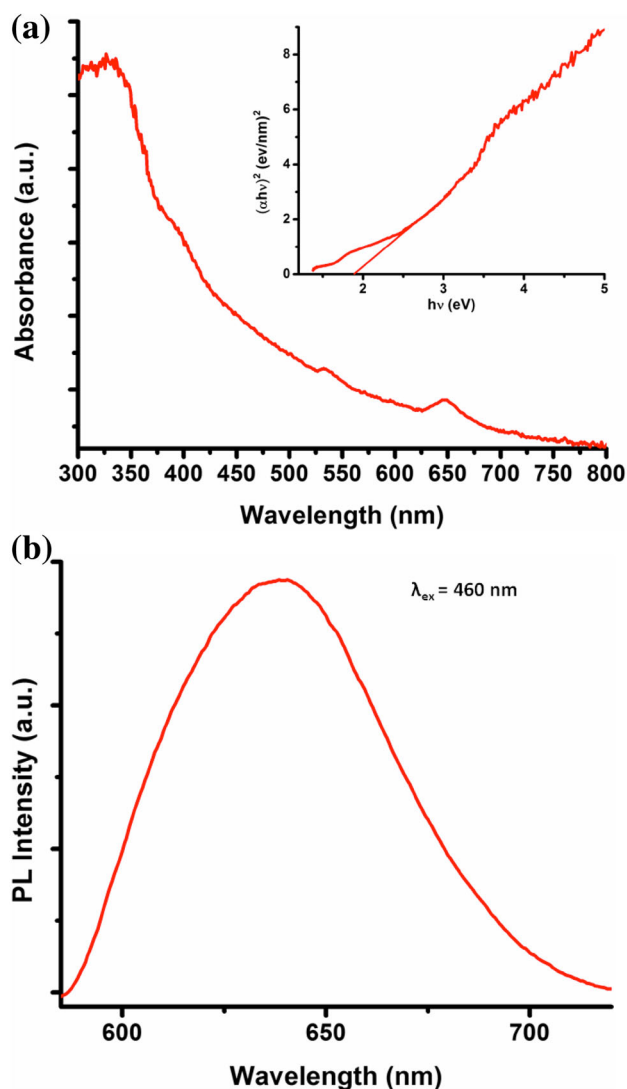 (a)
Absorbance (a.u.)
8
6
4
2
0
(αhν)² (ev/nm)²
2 3 4 5
hν (eV)
300 350 400 450 500 550 600 650 700 750 800
Wavelength (nm)
(b)
λex = 460 nm
PL Intensity (a.u.)
600 650 700
Wavelength (nm)